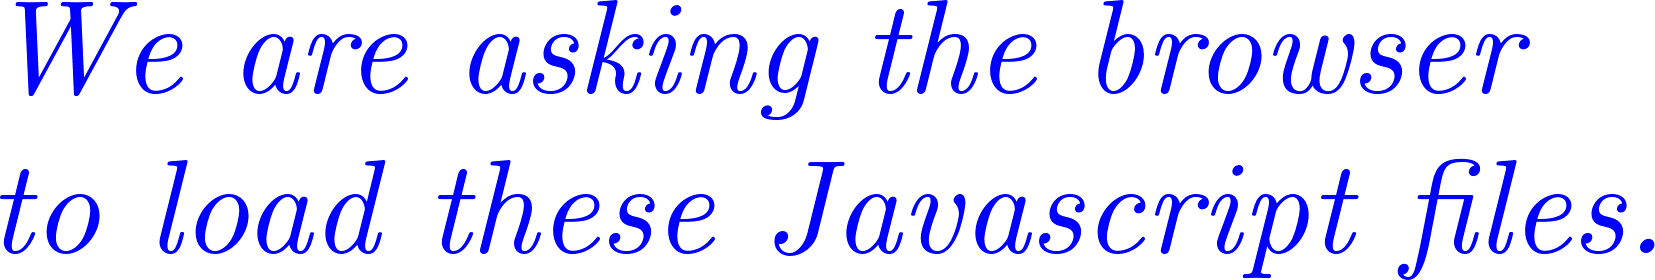 We are asking the browser
to load these Javascript files.